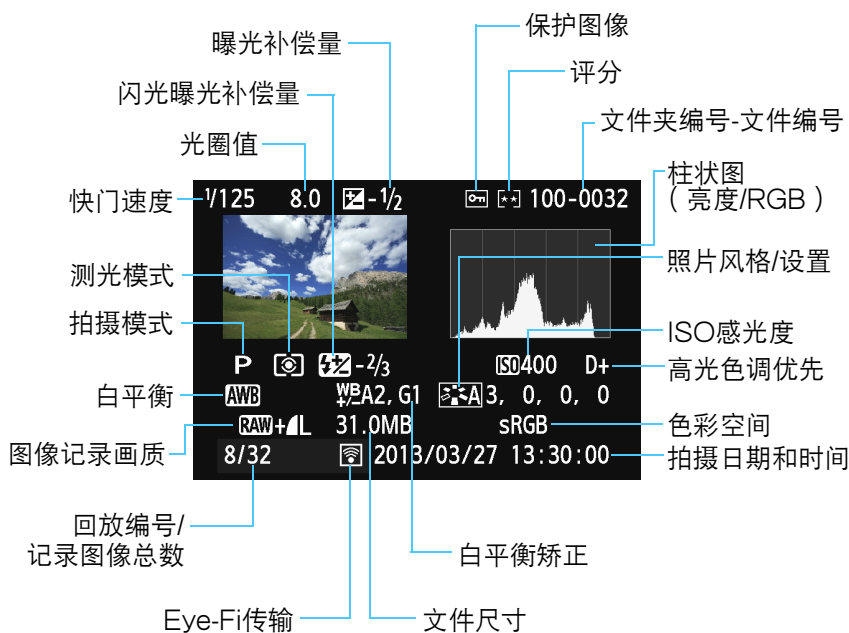 曝光补偿量
保护图像
闪光曝光补偿量
评分
光圈值
文件夹编号-文件编号
快门速度
1/125 8.0 -1/2 100-0032
柱状图
(亮度/RGB)
测光模式
照片风格/设置
拍摄模式
ISO感光度
P -2/3 ISO400 D+
高光色调优先
白平衡
AWB WB+/-A2, G1 A3, 0, 0, 0
RAW+L 31.0MB sRGB
色彩空间
图像记录画质
8/32 2013/03/27 13:30:00
拍摄日期和时间
回放编号/
记录图像总数
白平衡矫正
Eye-Fi传输
文件尺寸